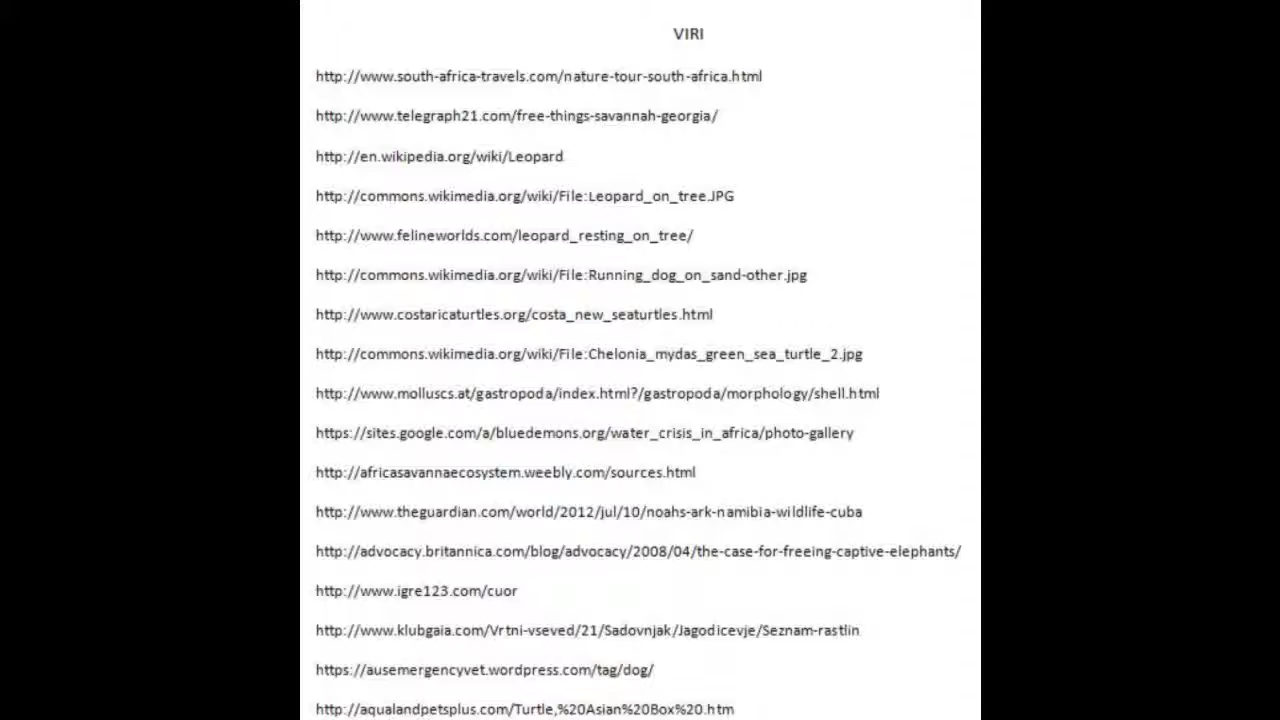 VIRI
http://www.south-africa-travels.com/nature-tour-south-africa.html
http://www.telegraph21.com/free-things-savannah-georgia/
http://en.wikipedia.org/wiki/Leopard
http://commons.wikimedia.org/wiki/File:Leopard_on_tree.JPG
http://www.felineworlds.com/leopard_resting_on_tree/
http://commons.wikimedia.org/wiki/File:Running_dog_on_sand-other.jpg
http://www.costaricaturtles.org/costa_new_seaturtles.html
http://commons.wikimedia.org/wiki/File:Chelonia_mydas_green_sea_turtle_2.jpg
http://www.molluscs.at/gastropoda/index.html?/gastropoda/morphology/shell.html
https://sites.google.com/a/bluedemons.org/water_crisis_in_africa/photo-gallery
http://africasavannaecosystem.weebly.com/sources.html
http://www.theguardian.com/world/2012/jul/10/noahs-ark-namibia-wildlife-cuba
http://advocacy.britannica.com/blog/advocacy/2008/04/the-case-for-freeing-captive-elephants/
http://www.igre123.com/cuor
http://www.klubgaia.com/Vrtni-vseved/21/Sadovnjak/Jagodicevje/Seznam-rastlin
https://ausemergencyvet.wordpress.com/tag/dog/
http://aqualandpetsplus.com/Turtle,%20Asian%20Box%20.htm